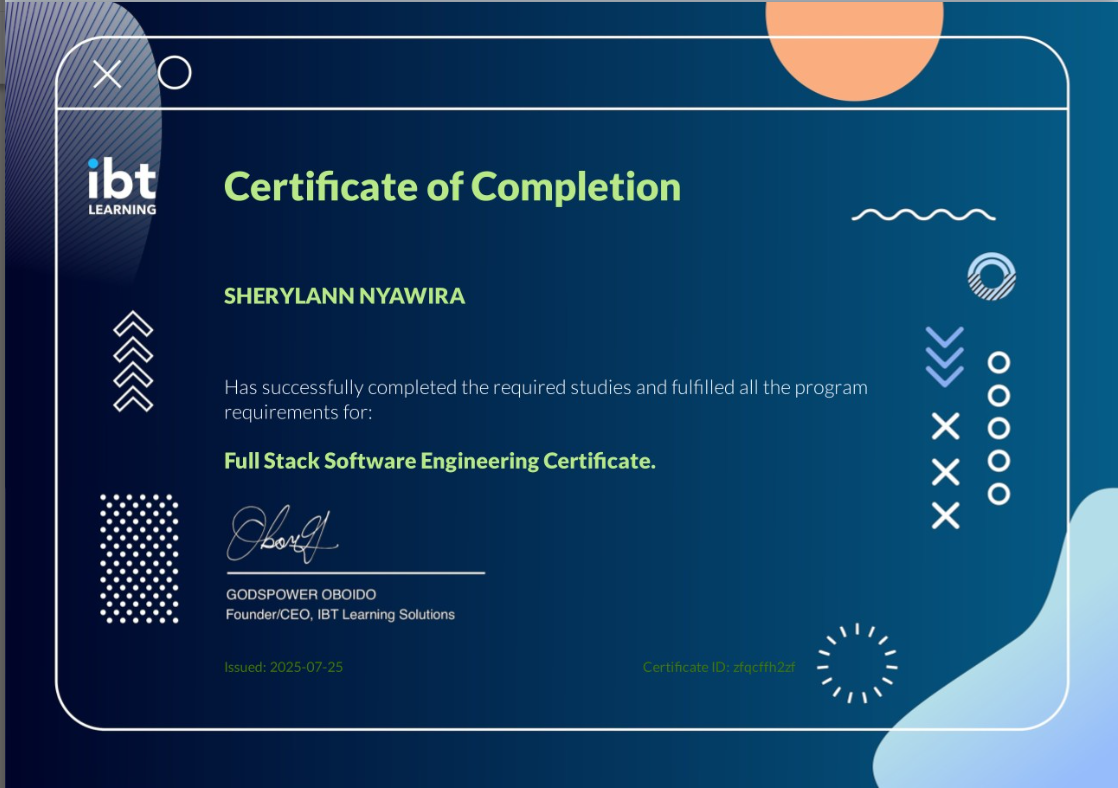 ibt
LEARNING
Certificate of Completion
SHERYLANN NYAWIRA
Has successfully completed the required studies and fulfilled all the program
requirements for:
Full Stack Software Engineering Certificate.
GODSPOWER OBOIDO
Founder/CEO, IBT Learning Solutions
Issued: 2025-07-25
Certificate ID: zfqcffh2zf